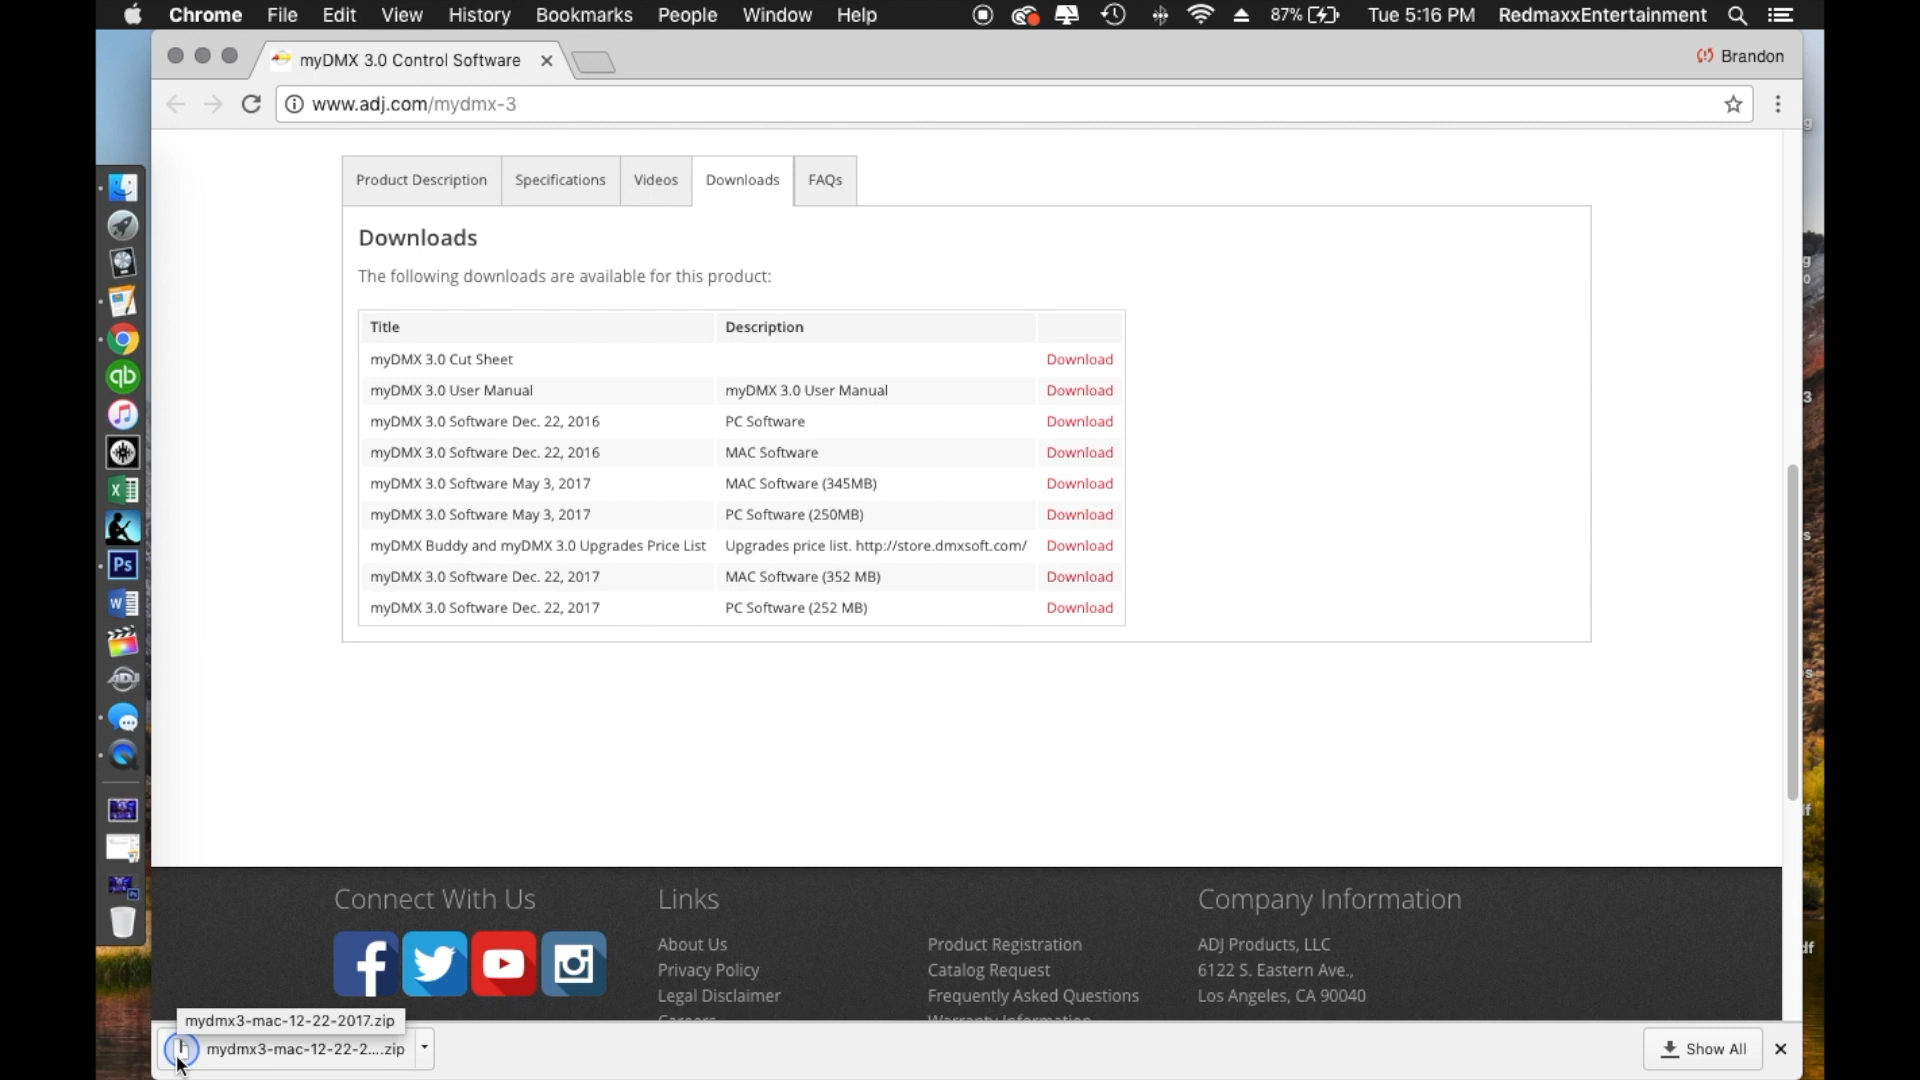 Chrome File Edit View History Bookmarks People Window Help 87% Tue 5:16 PM RedmaxxEntertainment
myDMX 3.0 Control Software Brandon
www.adj.com/mydmx-3
Product Description Specifications Videos Downloads FAQs
Downloads
The following downloads are available for this product:
Title Description
myDMX 3.0 Cut Sheet Download
myDMX 3.0 User Manual myDMX 3.0 User Manual Download
myDMX 3.0 Software Dec. 22, 2016 PC Software Download
myDMX 3.0 Software Dec. 22, 2016 MAC Software Download
myDMX 3.0 Software May 3, 2017 MAC Software (345MB) Download
myDMX 3.0 Software May 3, 2017 PC Software (250MB) Download
myDMX Buddy and myDMX 3.0 Upgrades Price List Upgrades price list. http://store.dmxsoft.com/ Download
myDMX 3.0 Software Dec. 22, 2017 MAC Software (352 MB) Download
myDMX 3.0 Software Dec. 22, 2017 PC Software (252 MB) Download
qb
X
Ps
W
ADJ
Connect With Us Links Company Information
About Us Product Registration ADJ Products, LLC
Privacy Policy Catalog Request 6122 S. Eastern Ave.,
Legal Disclaimer Frequently Asked Questions Los Angeles, CA 90040
Careers Warranty Information
mydmx3-mac-12-22-2017.zip
mydmx3-mac-12-22-2....zip Show All